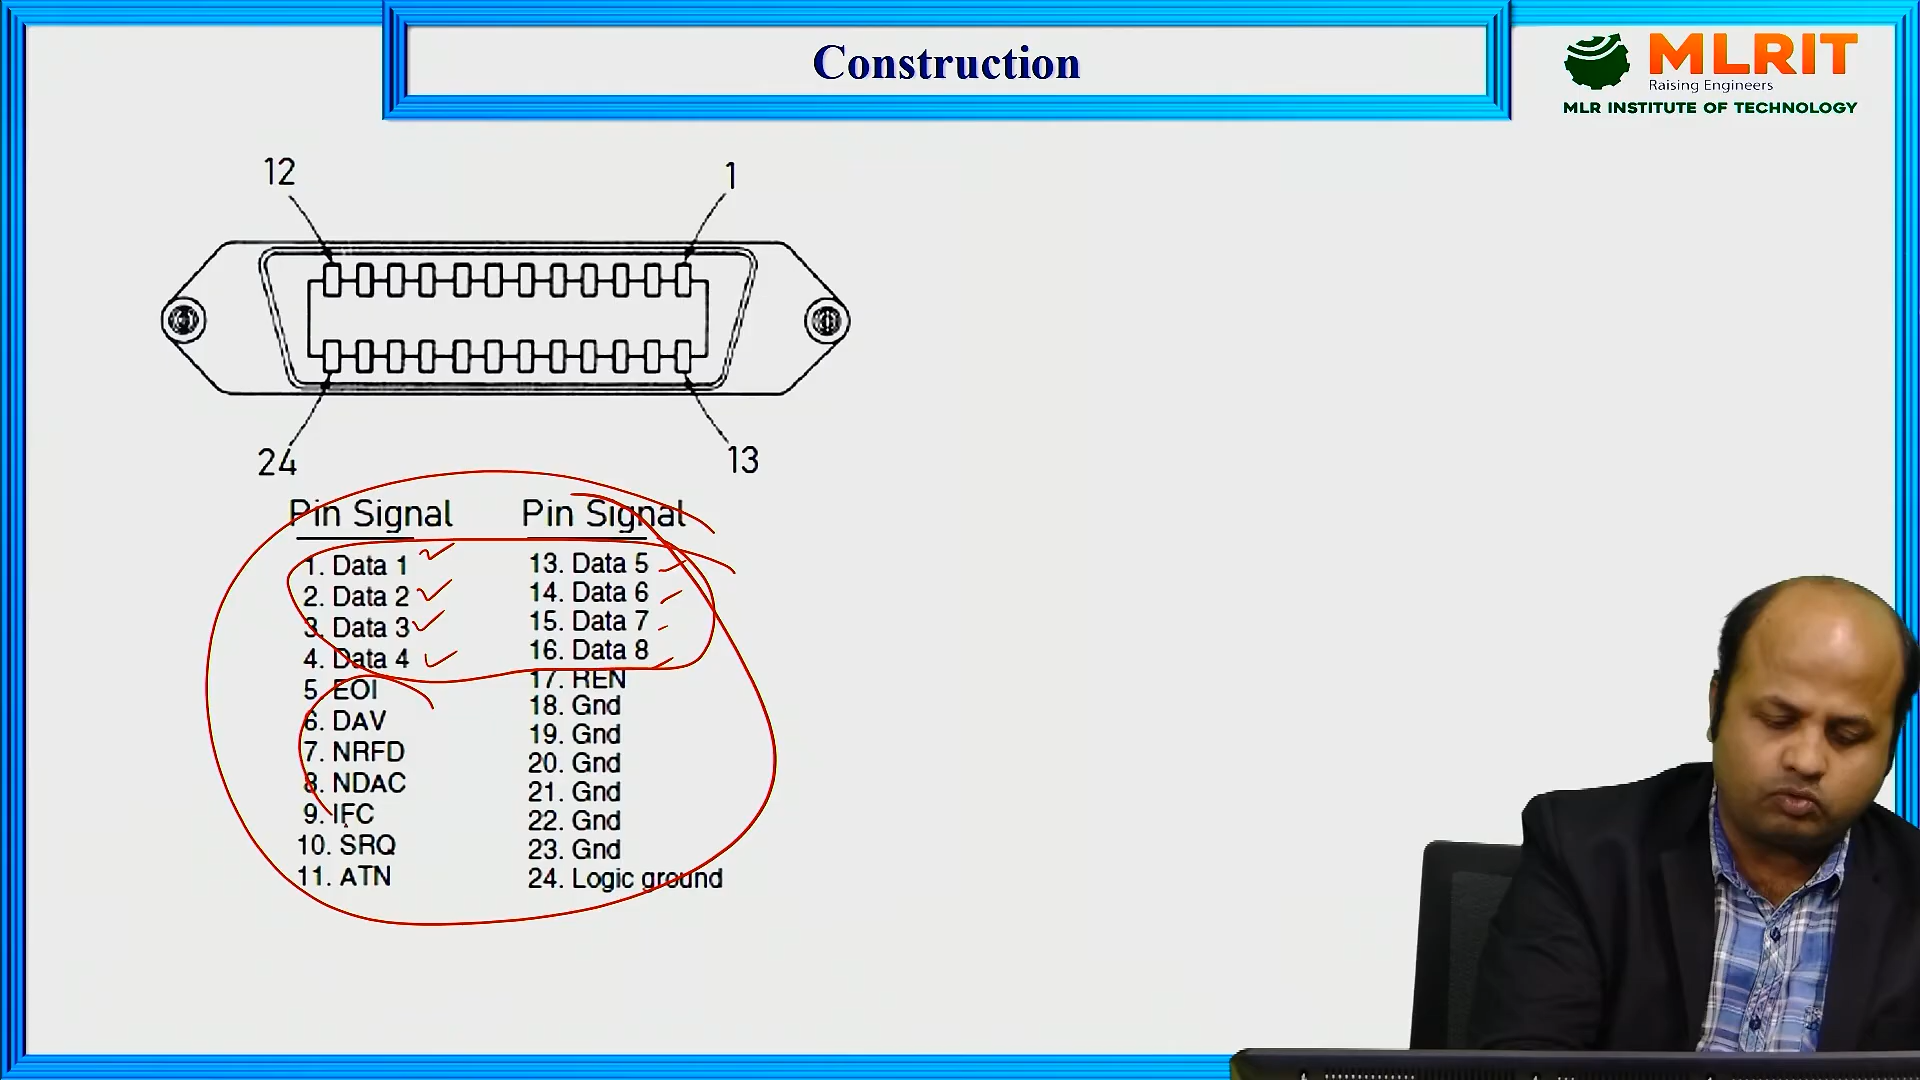 Construction
MLRIT
Raising Engineers
MLR INSTITUTE OF TECHNOLOGY
12
1
24
13
Pin Signal
1. Data 1
2. Data 2
3. Data 3
4. Data 4
5. EOI
6. DAV
7. NRFD
8. NDAC
9. IFC
10. SRQ
11. ATN
Pin Signal
13. Data 5
14. Data 6
15. Data 7
16. Data 8
17. REN
18. Gnd
19. Gnd
20. Gnd
21. Gnd
22. Gnd
23. Gnd
24. Logic ground